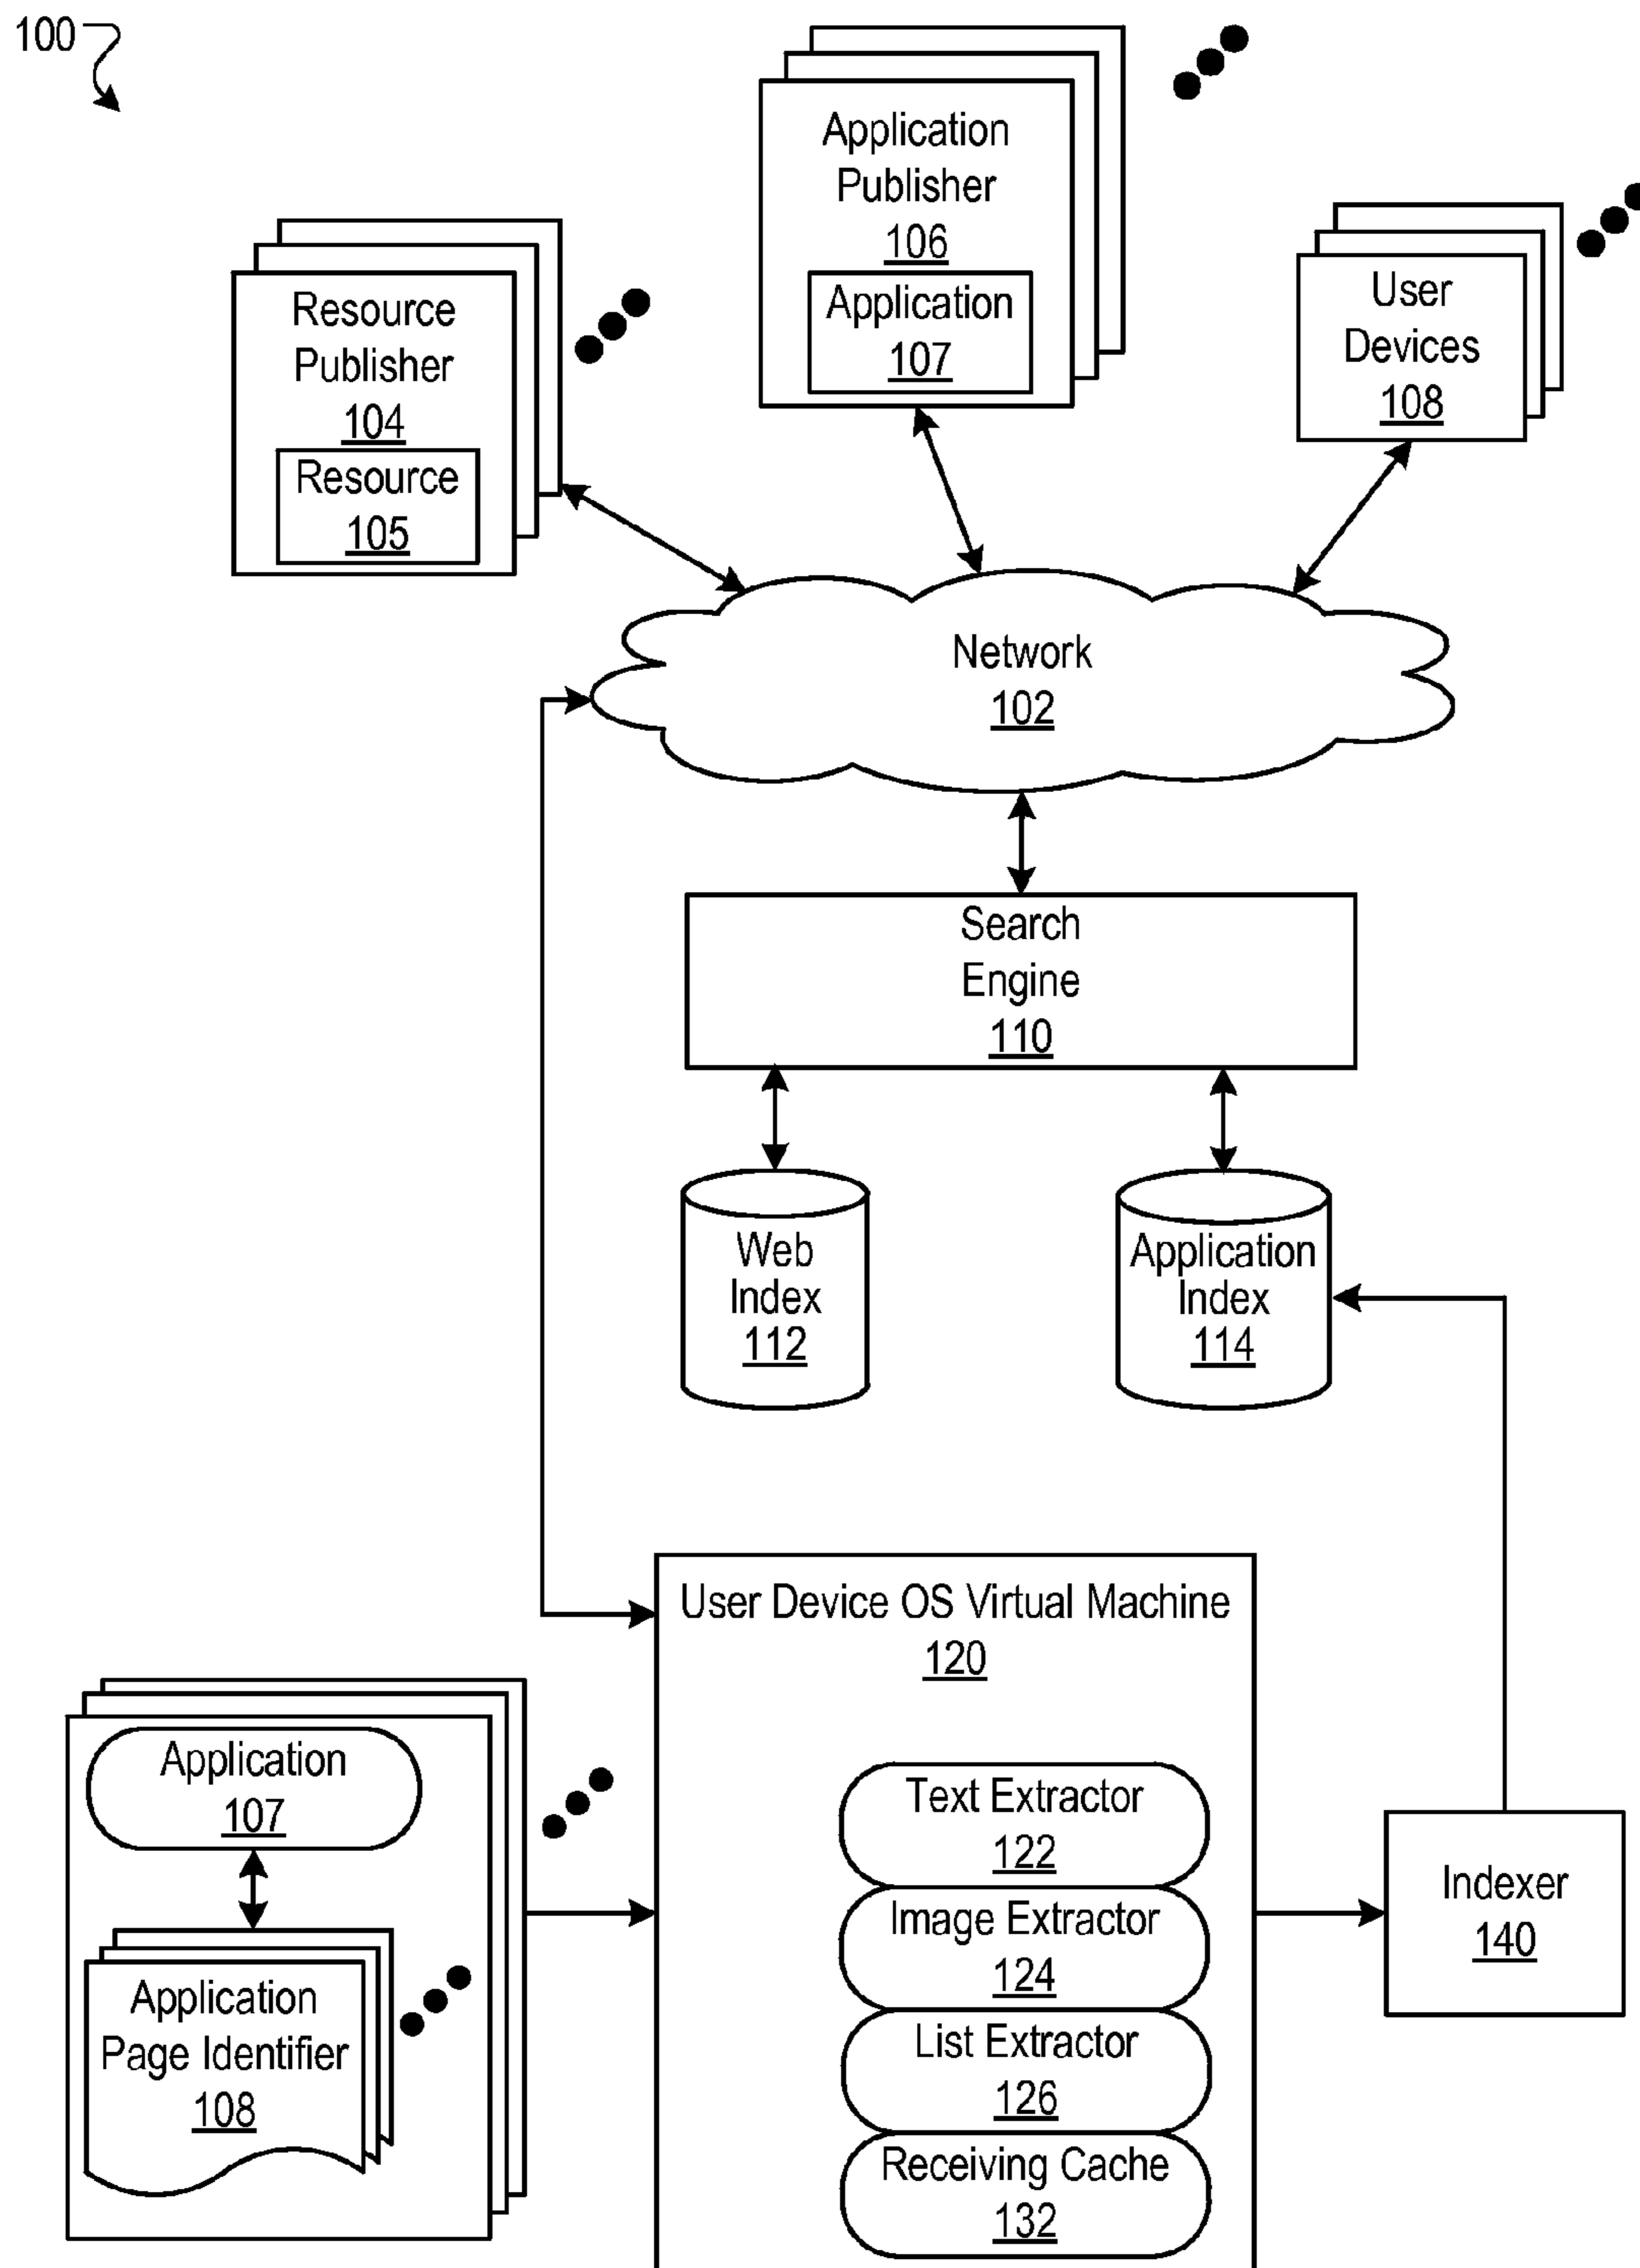 100
Application
Publisher
106
Application
107
User
Devices
108
Resource
Publisher
104
Resource
105
Network
102
Search
Engine
110
Web
Index
112
Application
Index
114
User Device OS Virtual Machine
120
Application
107
Application
Page Identifier
108
Text Extractor
122
Image Extractor
124
List Extractor
126
Receiving Cache
132
Indexer
140